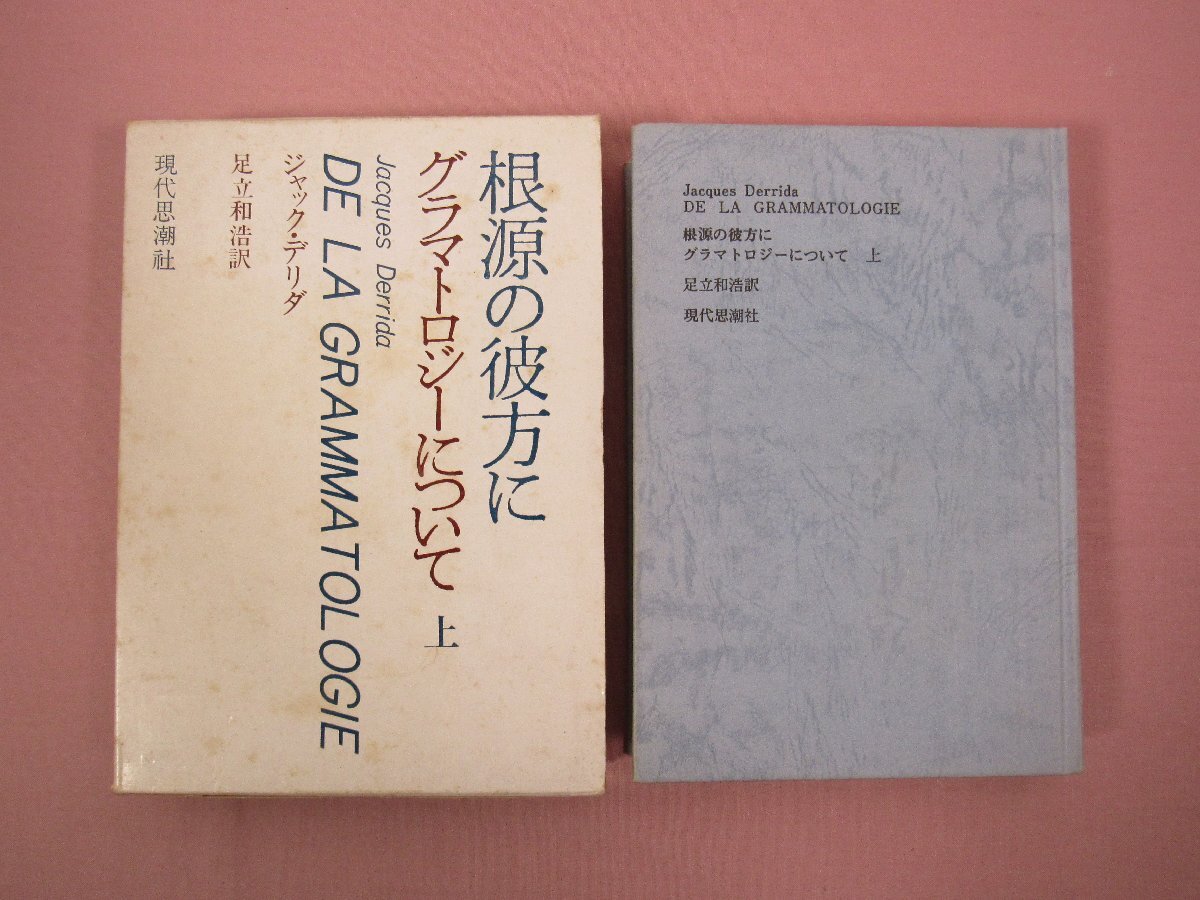 根源の彼方に
グラマトロジーについて 上
Jacques Derrida
DE LA GRAMMATOLOGIE
ジャック・デリダ
足立和浩訳
現代思潮社
Jacques Derrida
DE LA GRAMMATOLOGIE
根源の彼方に
グラマトロジーについて 上
足立和浩訳
現代思潮社